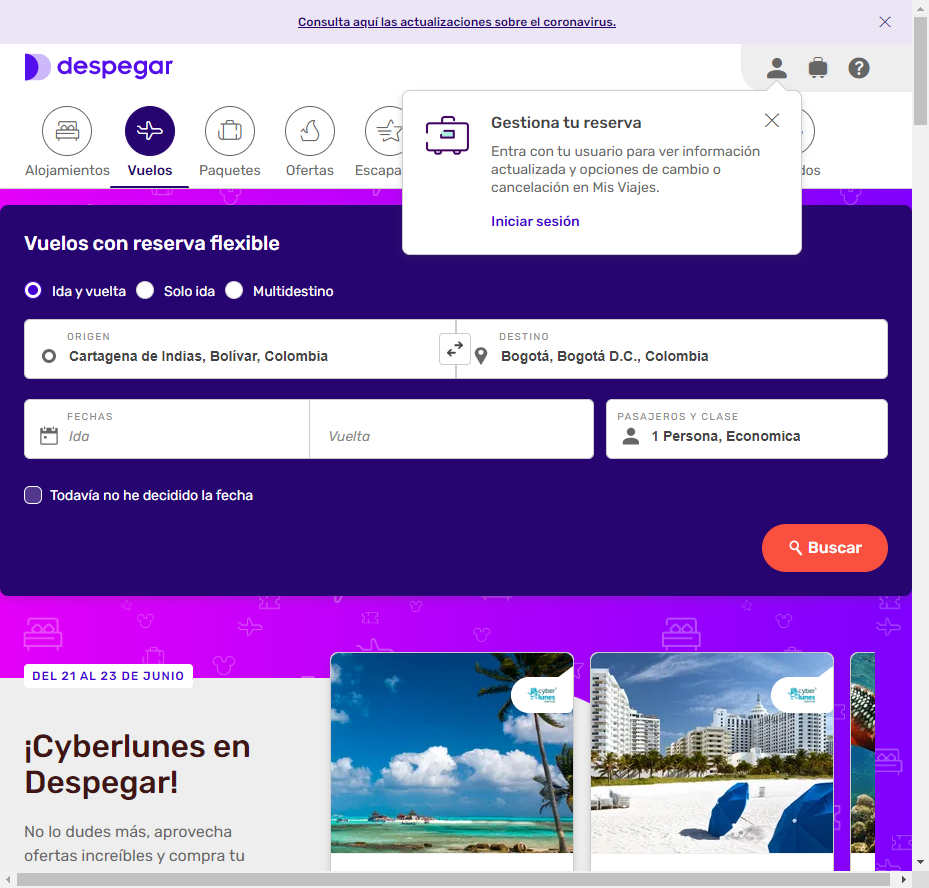 Consulta aquí las actualizaciones sobre el coronavirus.
despegar
Alojamientos
Vuelos
Paquetes
Ofertas
Escapa
dos
Gestiona tu reserva
Entra con tu usuario para ver información
actualizada y opciones de cambio o
cancelación en Mis Viajes.
Iniciar sesión
Vuelos con reserva flexible
Ida y vuelta
Solo ida
Multidestino
ORIGEN
Cartagena de Indias, Bolívar, Colombia
DESTINO
Bogotá, Bogotá D.C., Colombia
FECHAS
Ida
Vuelta
PASAJEROS Y CLASE
1 Persona, Economica
Todavía no he decidido la fecha
Buscar
DEL 21 AL 23 DE JUNIO
¡Cyberlunes en
Despegar!
No lo dudes más, aprovecha
ofertas increíbles y compra tu
cyber
lunes
cyber
lunes